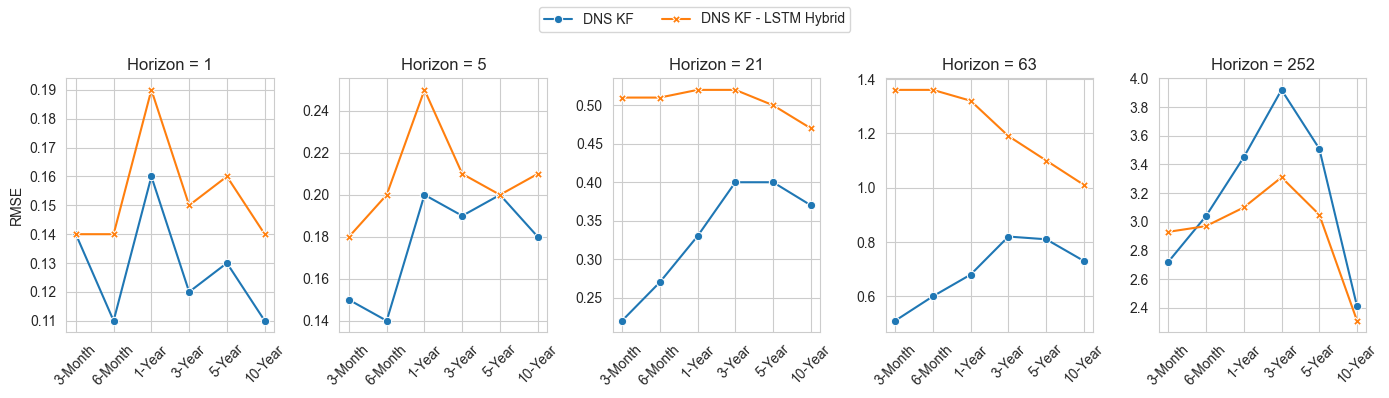 DNS KF DNS KF - LSTM Hybrid
Horizon = 1
RMSE
0.19
0.18
0.17
0.16
0.15
0.14
0.13
0.12
0.11
3-Month 6-Month 1-Year 3-Year 5-Year 10-Year
Horizon = 5
0.24
0.22
0.20
0.18
0.16
0.14
3-Month 6-Month 1-Year 3-Year 5-Year 10-Year
Horizon = 21
0.50
0.45
0.40
0.35
0.30
0.25
3-Month 6-Month 1-Year 3-Year 5-Year 10-Year
Horizon = 63
1.4
1.2
1.0
0.8
0.6
3-Month 6-Month 1-Year 3-Year 5-Year 10-Year
Horizon = 252
4.0
3.8
3.6
3.4
3.2
3.0
2.8
2.6
2.4
3-Month 6-Month 1-Year 3-Year 5-Year 10-Year